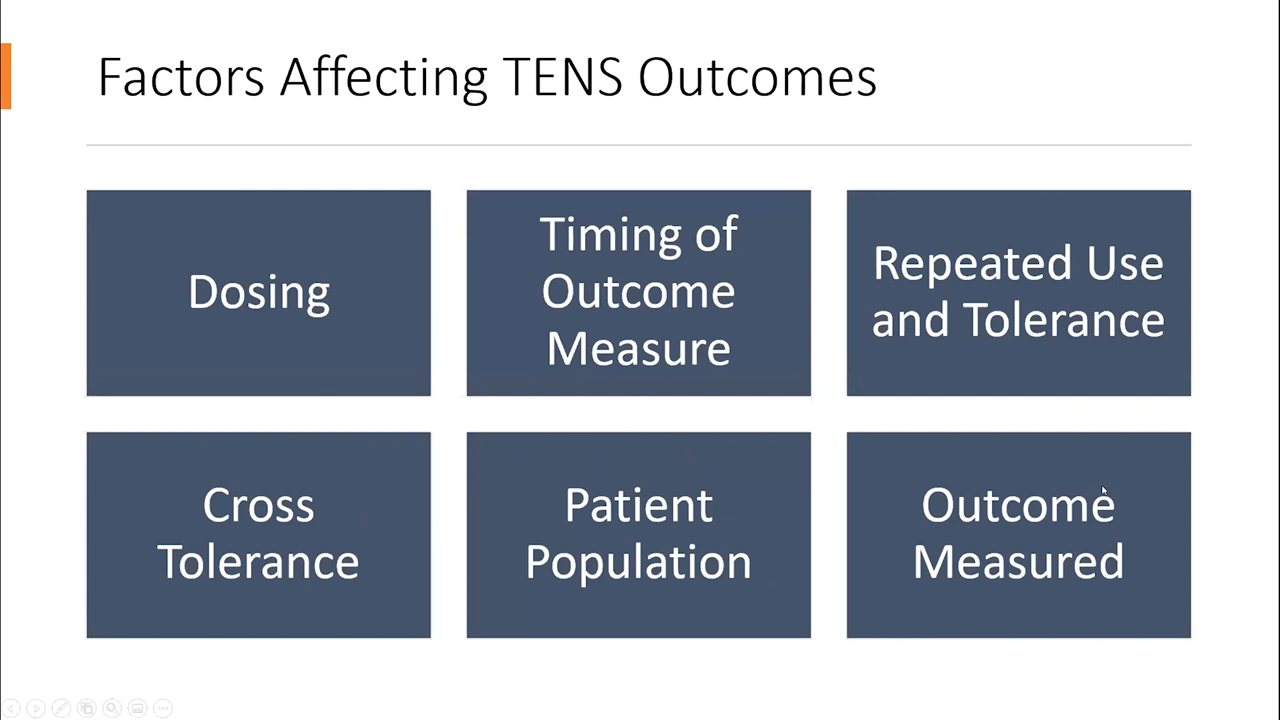 Factors Affecting TENS Outcomes
Dosing
Timing of
Outcome
Measure
Repeated Use
and Tolerance
Cross
Tolerance
Patient
Population
Outcome
Measured